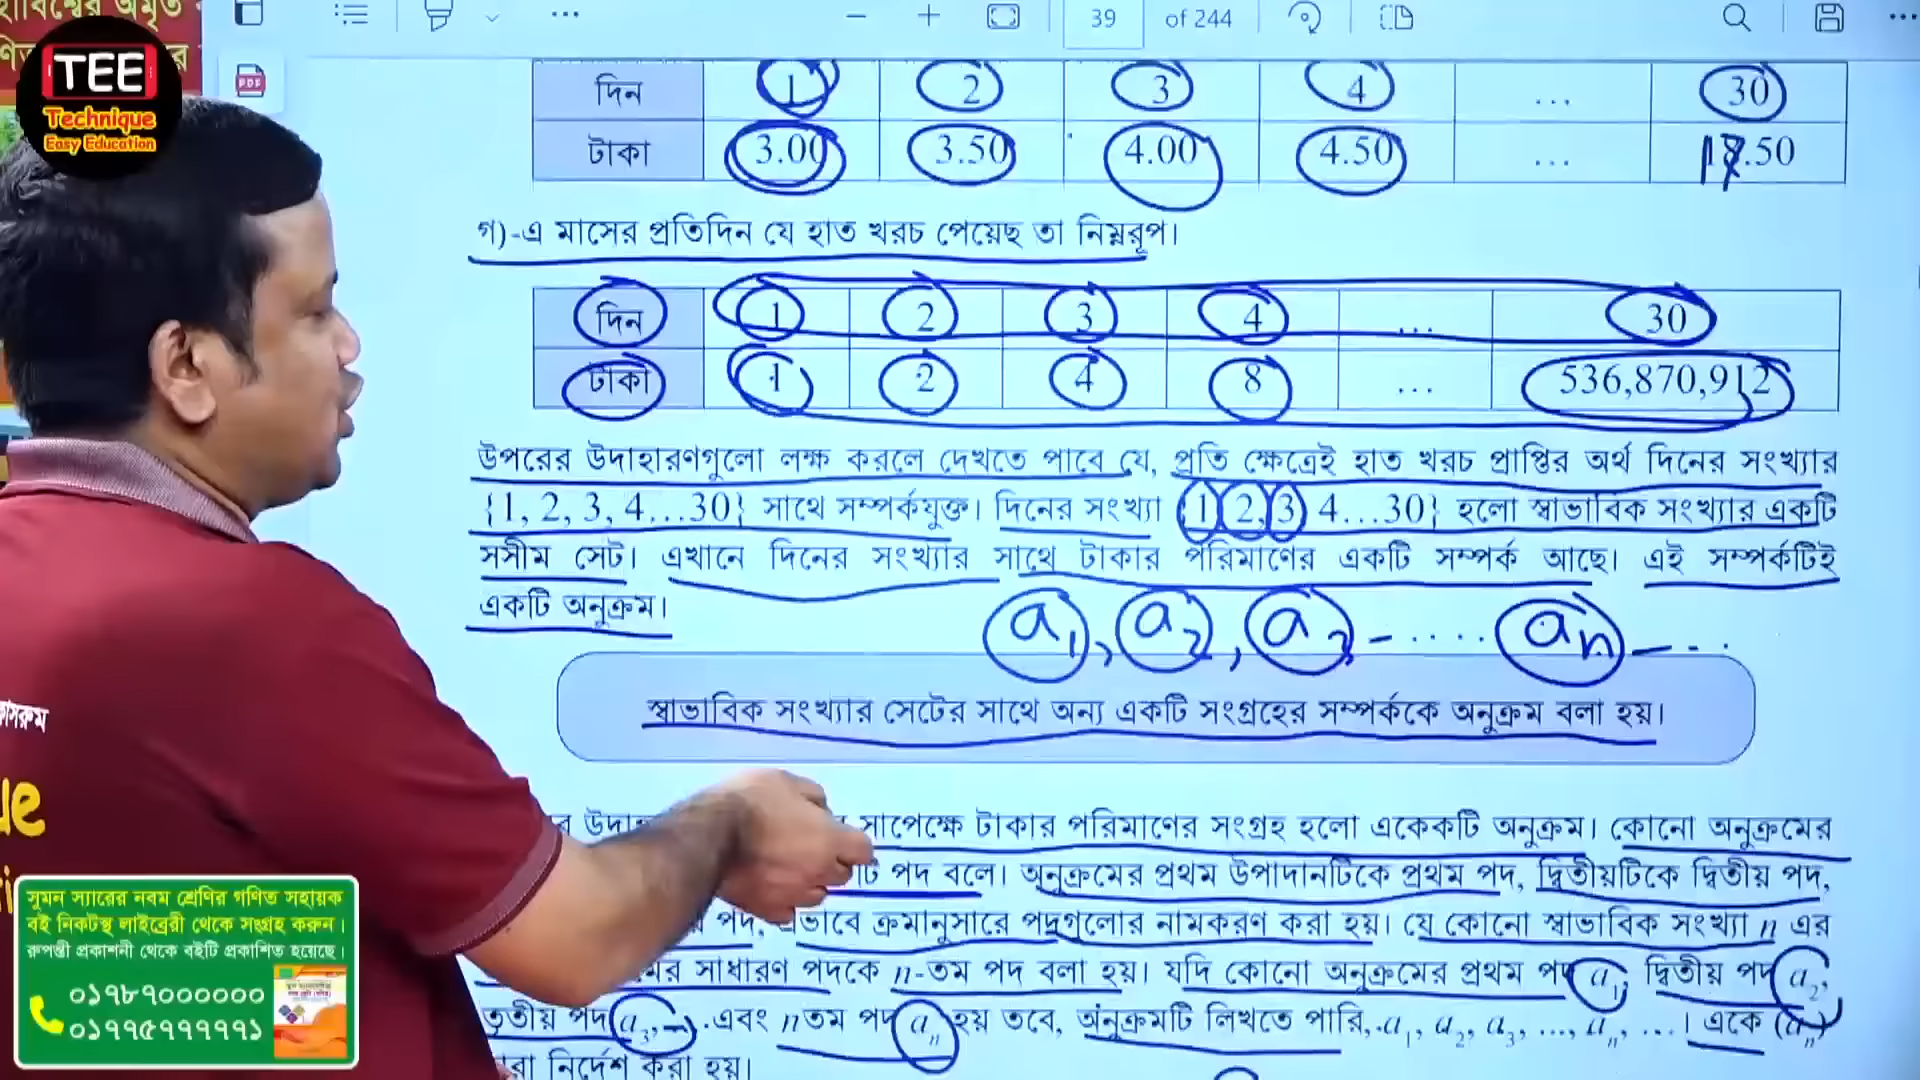 39 of 244
TEE
Technique
Easy Education
PDF
দিন 1 2 3 4 ... 30
টাকা 3.00 3.50 4.00 4.50 ... .50
গ)-এ মাসের প্রতিদিন যে হাত খরচ পেয়েছ তা নিম্নরূপ।
দিন 1 2 3 4 ... 30
টাকা 1 2 4 8 ... 536,870,912
উপরের উদাহরণগুলো লক্ষ করলে দেখতে পাবে যে, প্রতি ক্ষেত্রেই হাত খরচ প্রাপ্তির অর্থ দিনের সংখ্যার
{1, 2, 3, 4...30} সাথে সম্পর্কযুক্ত। দিনের সংখ্যা {1, 2, 3, 4...30} হলো স্বাভাবিক সংখ্যার একটি
সসীম সেট। এখানে দিনের সংখ্যার সাথে টাকার পরিমাণের একটি সম্পর্ক আছে। এই সম্পর্কটিই
একটি অনুক্রম।
a₁, a₂, a₃ - ..... aₙ - ...
স্বাভাবিক সংখ্যার সেটের সাথে অন্য একটি সংগ্রহের সম্পর্ককে অনুক্রম বলা হয়।
সাপেক্ষে টাকার পরিমাণের সংগ্রহ হলো একেকটি অনুক্রম। কোনো অনুক্রমের
পদ বলে। অনুক্রমের প্রথম উপাদানটিকে প্রথম পদ, দ্বিতীয়টিকে দ্বিতীয় পদ,
পদ, এভাবে ক্রমানুসারে পদগুলোর নামকরণ করা হয়। যে কোনো স্বাভাবিক সংখ্যা n এর
সাধারণ পদকে n-তম পদ বলা হয়। যদি কোনো অনুক্রমের প্রথম পদ a₁, দ্বিতীয় পদ a₂,
তৃতীয় পদ a₃, ... এবং nতম পদ aₙ হয় তবে, অনুক্রমটি লিখতে পারি, a₁, a₂, a₃, ..., aₙ, ...। একে (aₙ)
নির্দেশ করা হয়।
সুমন স্যারের নবম শ্রেণির গণিত সহায়ক
বই নিকটস্থ লাইব্রেরী থেকে সংগ্রহ করুন।
রুপন্তী প্রকাশনী থেকে বইটি প্রকাশিত হয়েছে।
০১৭৮৭০০০০০০
০১৭৭৫৭৭৭৭৭১